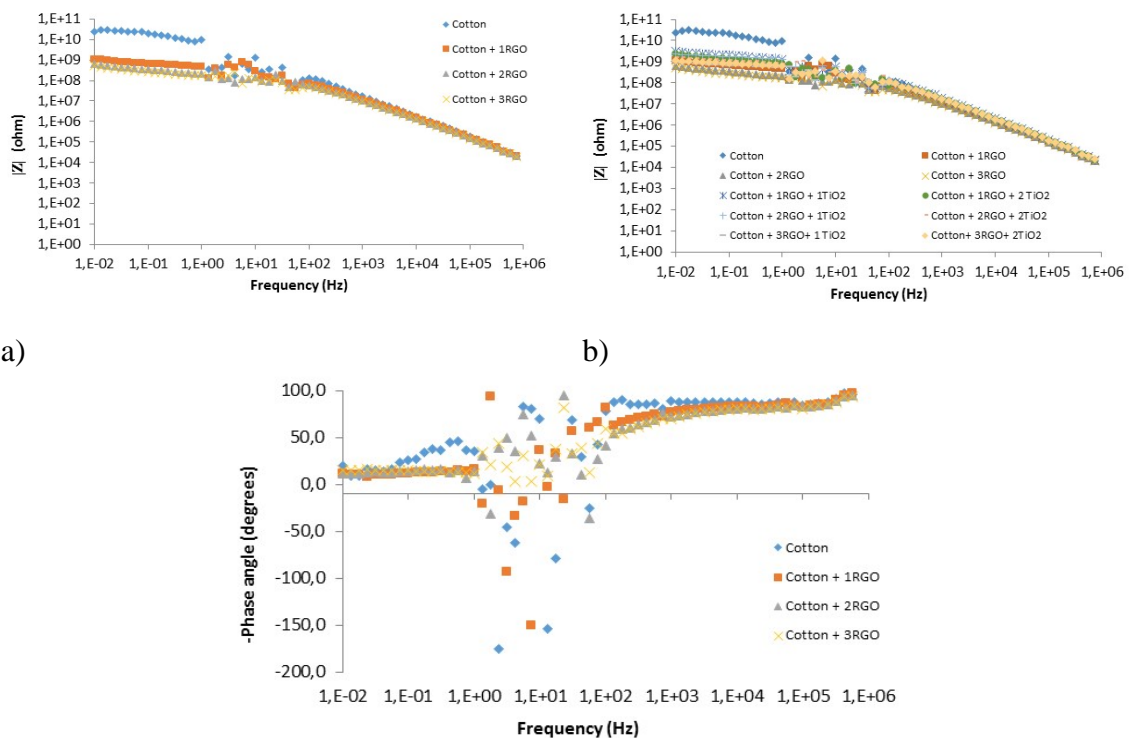 1,E+11
1,E+10
1,E+09
1,E+08
1,E+07
1,E+06
1,E+05
1,E+04
1,E+03
1,E+02
1,E+01
1,E+00
|Z| (ohm)
Cotton
Cotton + 1RGO
Cotton + 2RGO
Cotton + 3RGO
1,E-02 1,E-01 1,E+00 1,E+01 1,E+02 1,E+03 1,E+04 1,E+05 1,E+06
Frequency (Hz)
1,E+11
1,E+10
1,E+09
1,E+08
1,E+07
1,E+06
1,E+05
1,E+04
1,E+03
1,E+02
1,E+01
1,E+00
|Z| (ohm)
Cotton Cotton + 1RGO
Cotton + 2RGO Cotton + 3RGO
Cotton + 1RGO + 1TiO2 Cotton + 1RGO + 2 TiO2
Cotton + 2RGO + 1TiO2 Cotton + 2RGO + 2TiO2
Cotton + 3RGO+ 1 TiO2 Cotton+ 3RGO+ 2TiO2
1,E-02 1,E-01 1,E+00 1,E+01 1,E+02 1,E+03 1,E+04 1,E+05 1,E+06
Frequency (Hz)
a) b)
100,0
50,0
0,0
-50,0
-100,0
-150,0
-200,0
-Phase angle (degrees)
Cotton
Cotton + 1RGO
Cotton + 2RGO
Cotton + 3RGO
1,E-02 1,E-01 1,E+00 1,E+01 1,E+02 1,E+03 1,E+04 1,E+05 1,E+06
Frequency (Hz)